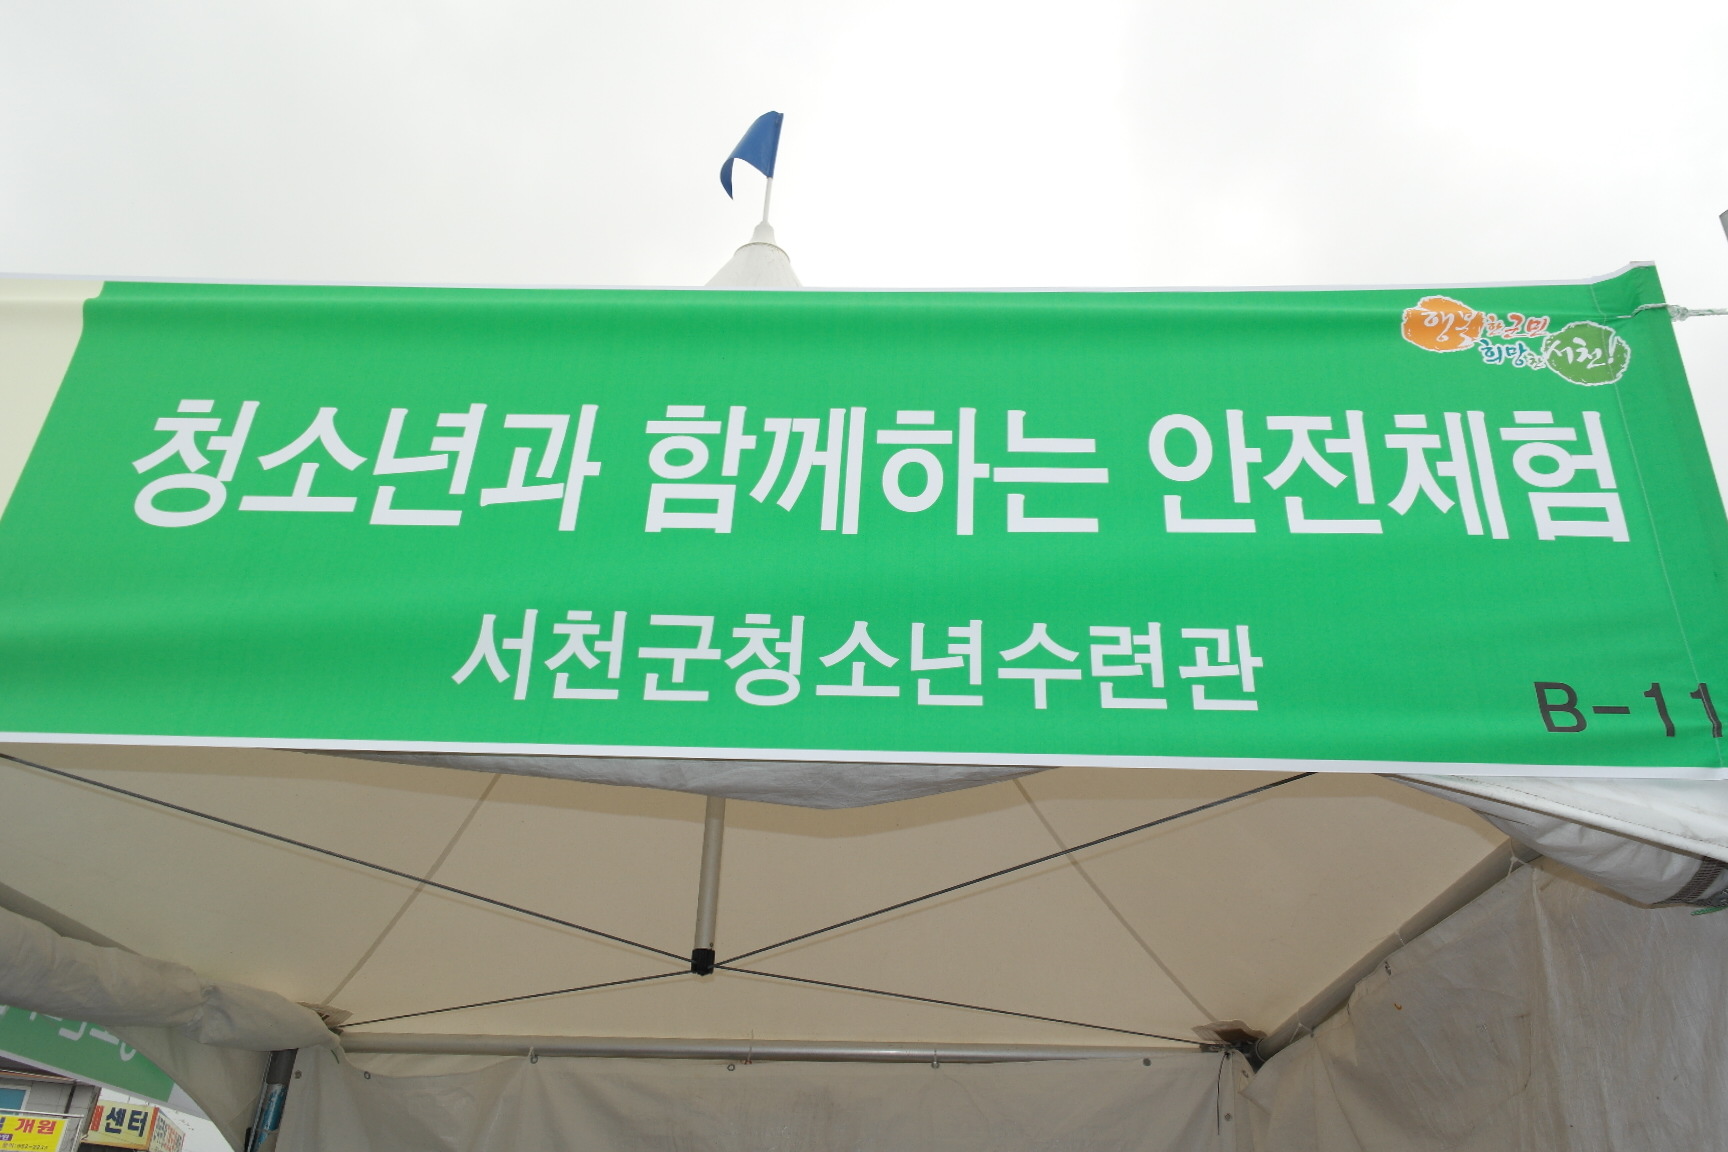 행복한군민
희망찬서천!
청소년과 함께하는 안전체험
서천군청소년수련관
B-11
센터
개원